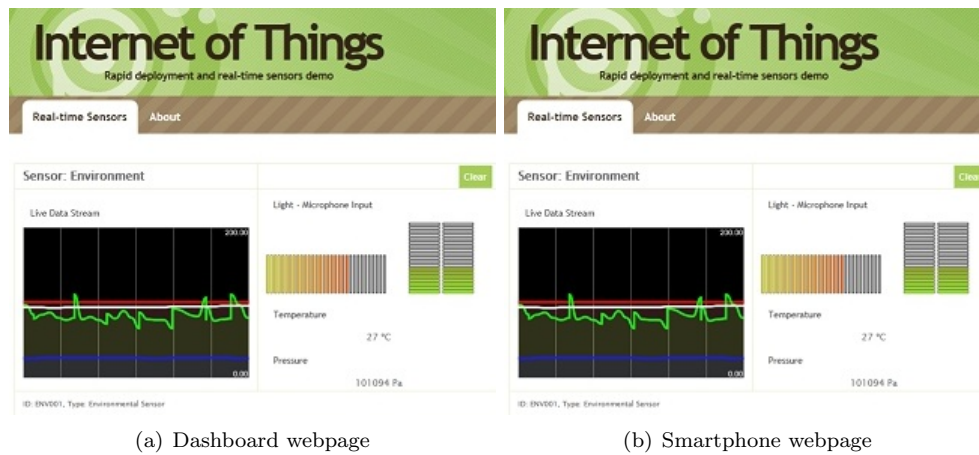 Internet of Things
Rapid deployment and real-time sensors demo
Real-time Sensors About
Sensor: Environment
Clear
Live Data Stream
Light - Microphone Input
230.00
0.00
Temperature
27 °C
Pressure
101094 Pa
ID: ENV001, Type: Environmental Sensor
(a) Dashboard webpage
Internet of Things
Rapid deployment and real-time sensors demo
Real-time Sensors About
Sensor: Environment
Clea
Live Data Stream
Light - Microphone Input
230.00
0.00
Temperature
27 °C
Pressure
101094 Pa
ID: ENV001, Type: Environmental Sensor
(b) Smartphone webpage